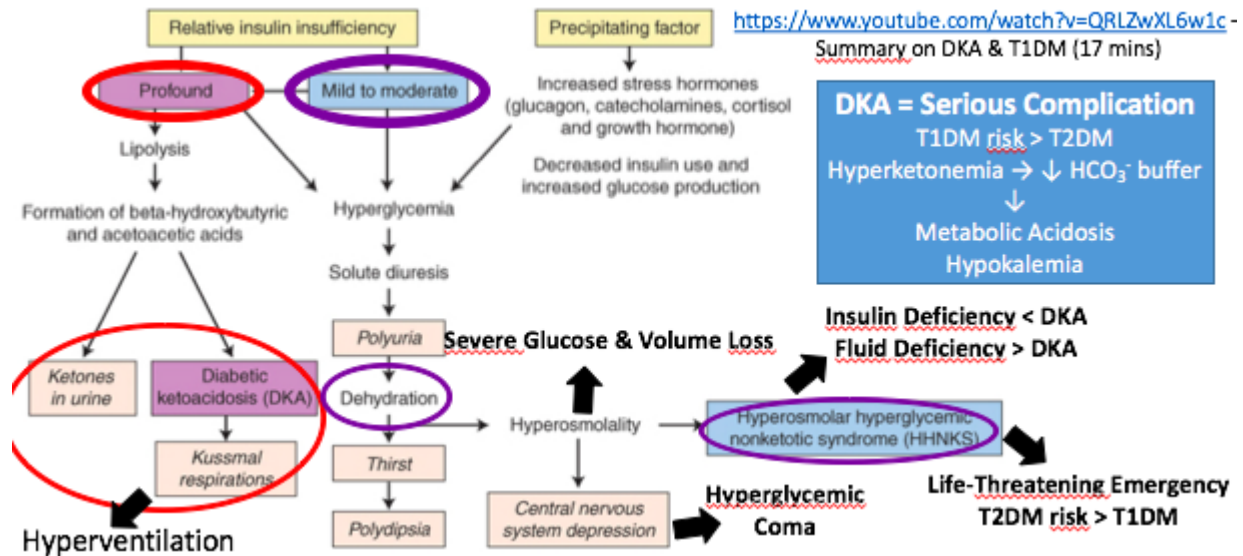 Relative insulin insufficiency
Precipitating factor
https://www.youtube.com/watch?v=QRLZwXL6w1c -
Summary on DKA & T1DM (17 mins)
Profound
Mild to moderate
Increased stress hormones
(glucagon, catecholamines, cortisol
and growth hormone)
Decreased insulin use and
increased glucose production
DKA = Serious Complication
T1DM risk > T2DM
Hyperketonemia → ↓ HCO₃⁻ buffer
↓
Metabolic Acidosis
Hypokalemia
Lipolysis
Formation of beta-hydroxybutyric
and acetoacetic acids
Hyperglycemia
Solute diuresis
Polyuria
Severe Glucose & Volume Loss
Insulin Deficiency < DKA
Fluid Deficiency > DKA
Ketones
in urine
Diabetic
ketoacidosis (DKA)
Dehydration
Hyperosmolality
Hyperosmolar hyperglycemic
nonketotic syndrome (HHNKS)
Kussmal
respirations
Thirst
Polydipsia
Central nervous
system depression
Hyperglycemic
Coma
Life-Threatening Emergency
T2DM risk > T1DM
Hyperventilation